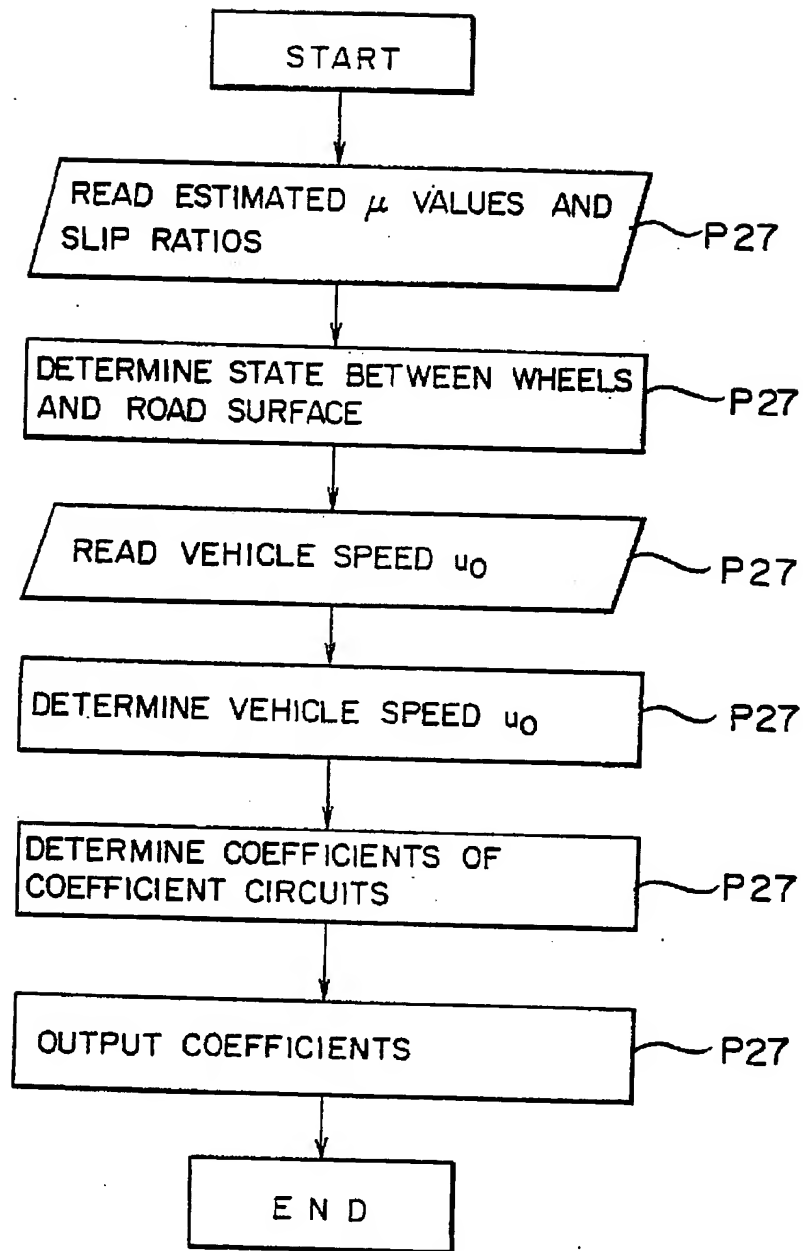 START
READ ESTIMATED μ VALUES AND
SLIP RATIOS
P27
DETERMINE STATE BETWEEN WHEELS
AND ROAD SURFACE
P27
READ VEHICLE SPEED u0
P27
DETERMINE VEHICLE SPEED u0
P27
DETERMINE COEFFICIENTS OF
COEFFICIENT CIRCUITS
P27
OUTPUT COEFFICIENTS
P27
END